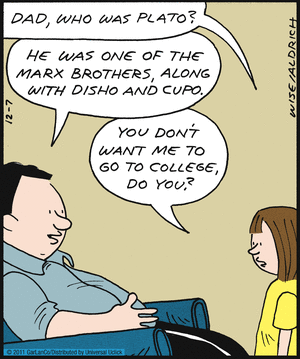 DAD, WHO WAS PLATO?
HE WAS ONE OF THE
MARX BROTHERS, ALONG
WITH DISHO AND CUPO.
YOU DON'T
WANT ME TO
GO TO COLLEGE,
DO YOU?
WISE/ALDRICH
12-7
© 2011 GarLanCo/Distributed by Universal Uclick